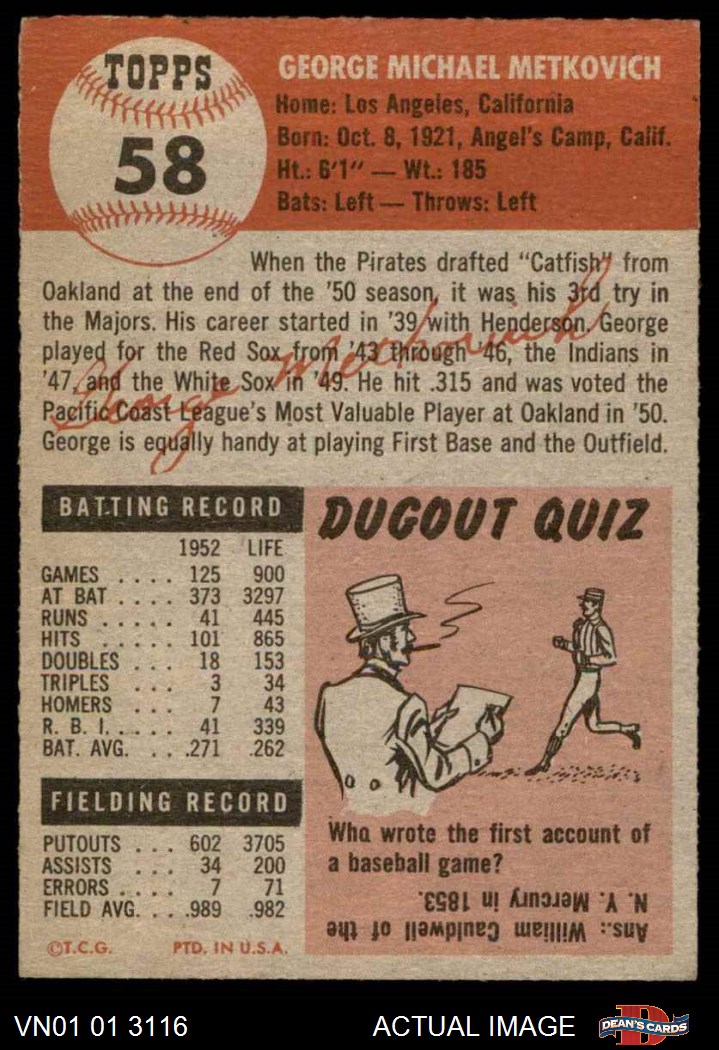 TOPPS
58
GEORGE MICHAEL METKOVICH
Home: Los Angeles, California
Born: Oct. 8, 1921, Angel's Camp, Calif.
Ht.: 6'1" — Wt.: 185
Bats: Left — Throws: Left
When the Pirates drafted "Catfish" from
Oakland at the end of the '50 season, it was his 3rd try in
the Majors. His career started in '39 with Henderson. George
played for the Red Sox from '43 through '46, the Indians in
'47, and the White Sox in '49. He hit .315 and was voted the
Pacific Coast League's Most Valuable Player at Oakland in '50.
George is equally handy at playing First Base and the Outfield.
George Metkovich
BATTING RECORD
1952 LIFE
GAMES . . . . 125 900
AT BAT . . . . 373 3297
RUNS . . . . . 41 445
HITS . . . . . 101 865
DOUBLES . . . 18 153
TRIPLES . . . 3 34
HOMERS . . . 7 43
R. B. I. . . . . 41 339
BAT. AVG. . . . .271 .262
FIELDING RECORD
PUTOUTS . . . 602 3705
ASSISTS . . . 34 200
ERRORS . . . . 7 71
FIELD AVG. . . .989 .982
©T.C.G. PTD. IN U.S.A.
DUGOUT QUIZ
Who wrote the first account of
a baseball game?
Ans.: William Cauldwell of the
N. Y. Mercury in 1853.
VN01 01 3116
ACTUAL IMAGE
D
DEAN'S CARDS